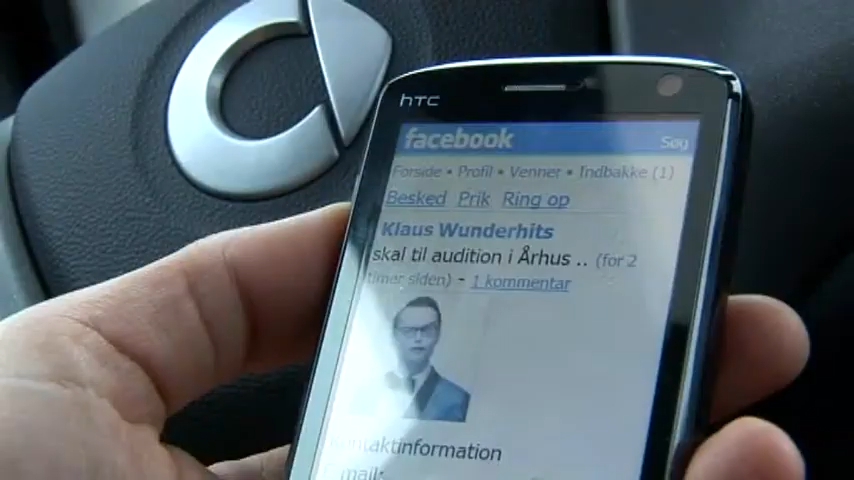 hTC
facebook Søg
Forside • Profil • Venner • Indbakke (1)
Besked Prik Ring op
Klaus Wunderhits
skal til audition i Århus .. (for 2
timer siden) - 1 kommentar
Kontaktinformation
E-mail: